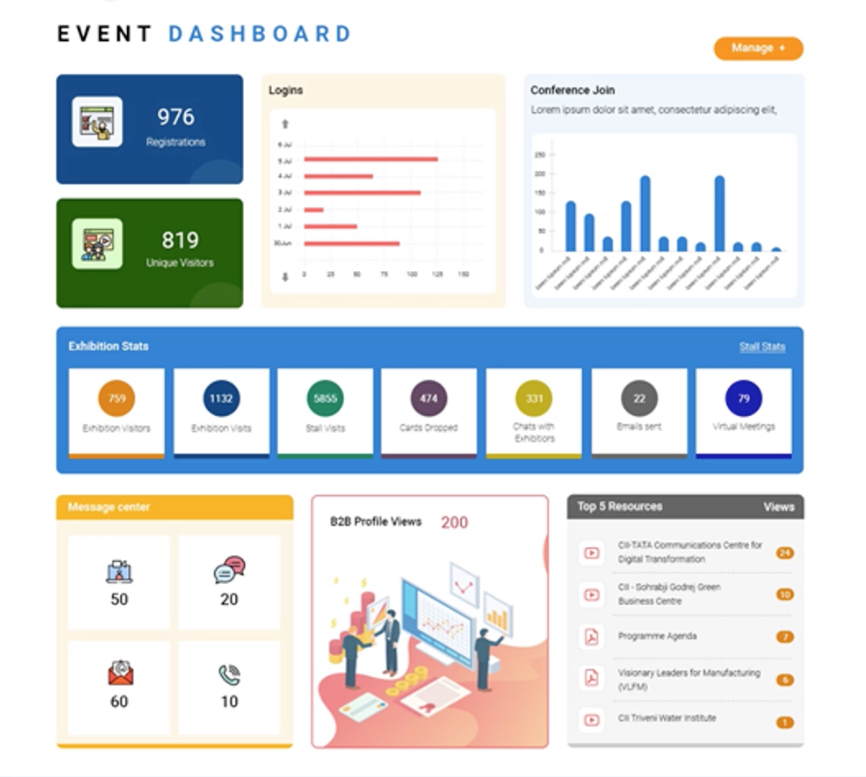 EVENT DASHBOARD
Manage +
976
Registrations
819
Unique Visitors
Logins
6 Jul
5 Jul
4 Jul
3 Jul
2 Jul
1 Jul
30Jun
0 25 50 75 100 125 150
Conference Join
Lorem ipsum dolor sit amet, consectetur adipiscing elit,
250
200
150
100
50
0
Exhibition Stats
Stall Stats
759
Exhibition Visitors
1132
Exhibition Visits
5855
Stall Visits
474
Cards Dropped
331
Chats with
Exhibitiors
22
Emails sent
79
Virtual Meetings
Message center
50
20
60
10
B2B Profile Views 200
Top 5 Resources Views
CII-TATA Communications Centre for
Digital Transformation
24
CII - Sohrabji Godrej Green
Business Centre
10
Programme Agenda
7
Visionary Leaders for Manufacturing
(VLFM)
6
CII Triveni Water Institute
1